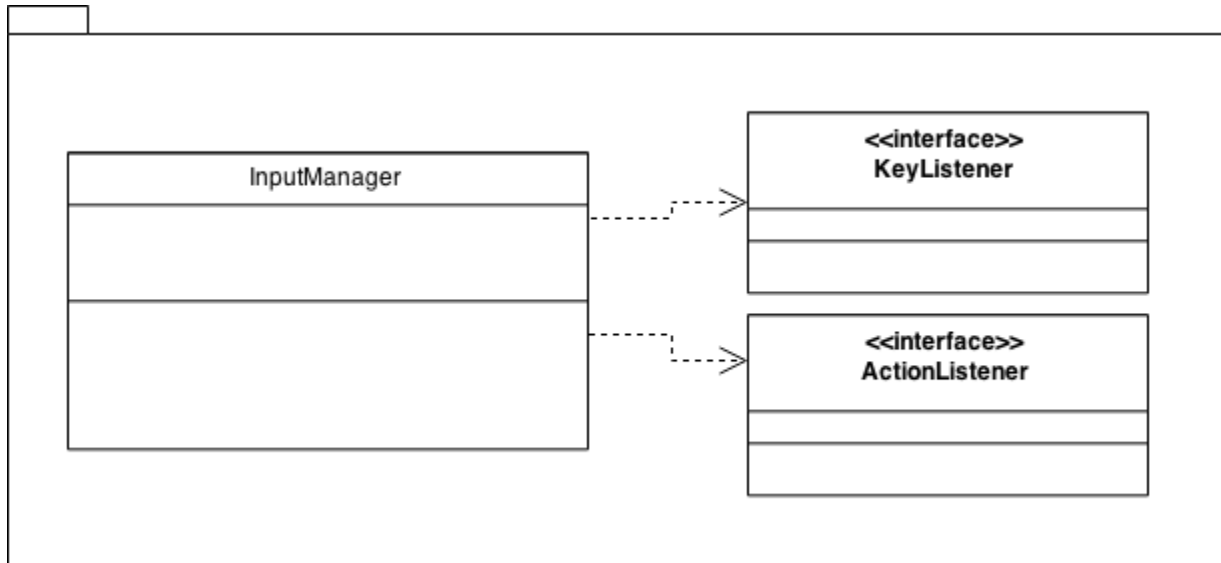 InputManager
<<interface>>
KeyListener
<<interface>>
ActionListener